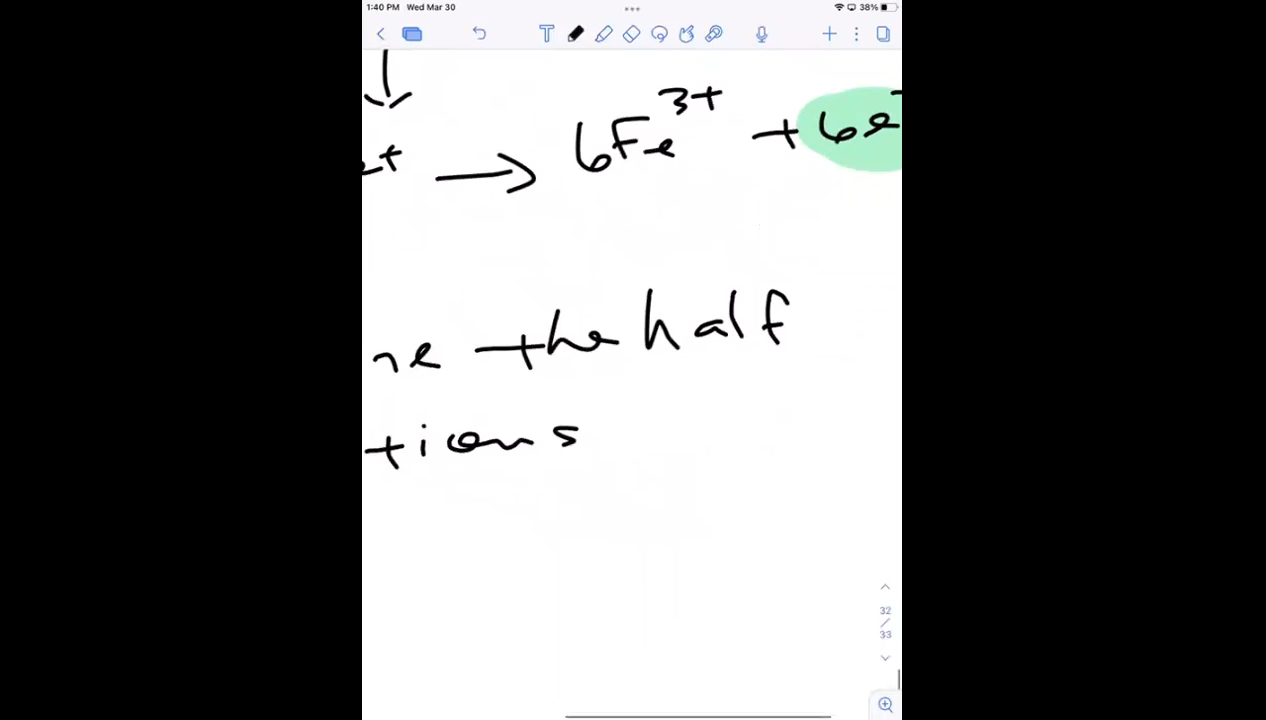 1:40 PM Wed Mar 30
38%
T
e+ → 6Fe³⁺ + 6e⁻
ne the half
tions
32
/
33